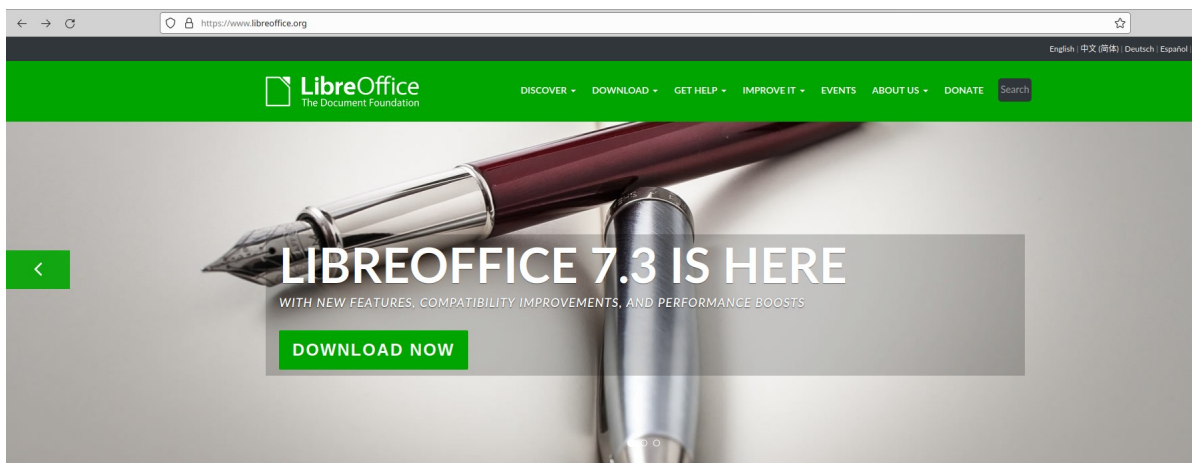 https://www.libreoffice.org
English | 中文 (简体) | Deutsch | Español |
LibreOffice
The Document Foundation
DISCOVER DOWNLOAD GET HELP IMPROVE IT EVENTS ABOUT US DONATE Search
LIBREOFFICE 7.3 IS HERE
WITH NEW FEATURES, COMPATIBILITY IMPROVEMENTS, AND PERFORMANCE BOOSTS
DOWNLOAD NOW